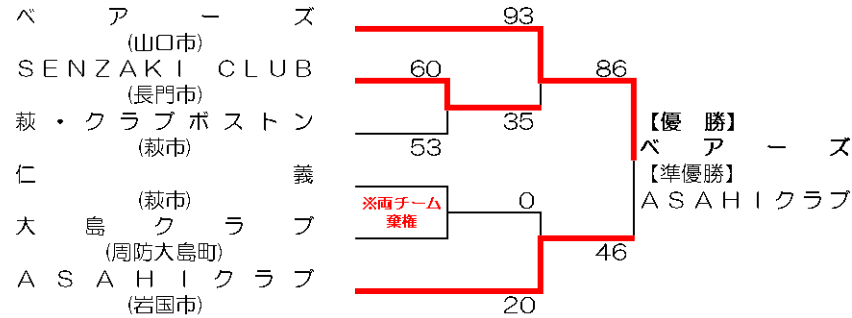 ベアーズ 93
(山口市)
SENZAKI CLUB 60 86
(長門市)
萩・クラブボストン 35 【優 勝】
(萩市) 53 ベアーズ
仁義 【準優勝】
(萩市) ※両チーム 0 ASAHIクラブ
大島クラブ 棄権
(周防大島町) 46
ASAHIクラブ
(岩国市) 20